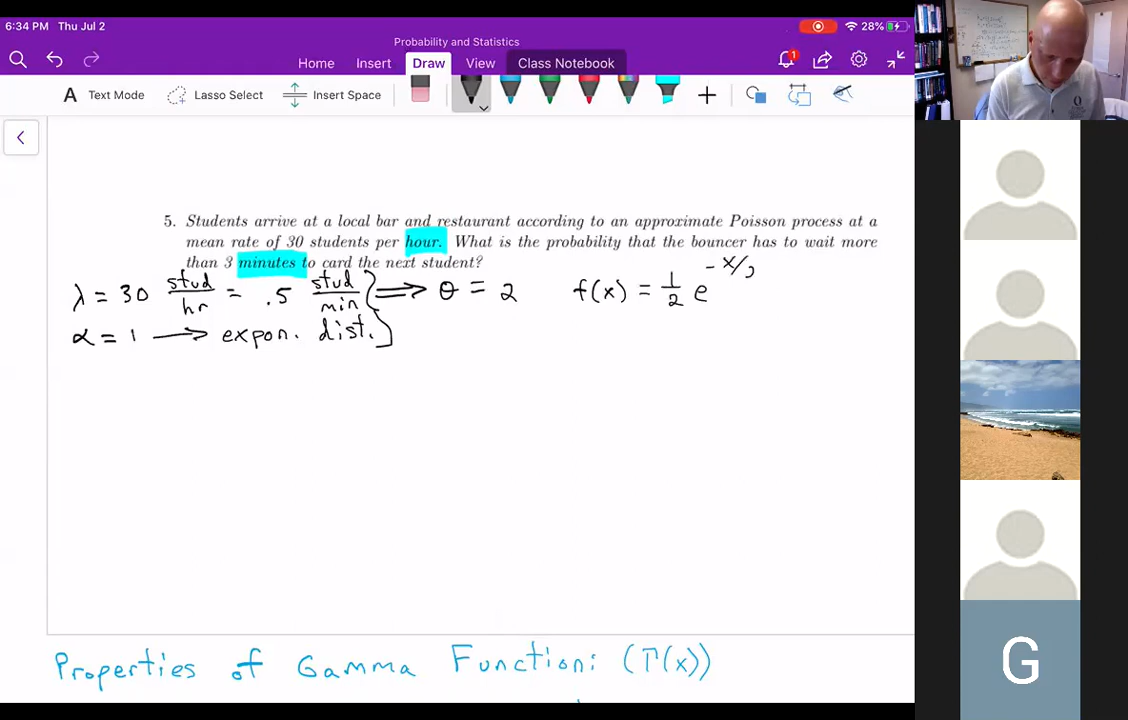 6:34 PM Thu Jul 2
28%
Probability and Statistics
Home Insert Draw View Class Notebook
1
A Text Mode Lasso Select Insert Space
5. Students arrive at a local bar and restaurant according to an approximate Poisson process at a
mean rate of 30 students per hour. What is the probability that the bouncer has to wait more
than 3 minutes to card the next student?
λ = 30 stud/hr = .5 stud/min } ⟹ θ = 2 f(x) = 1/2 e^-x/2
α = 1 → expon. dist. }
Properties of Gamma Function: (Γ(x))
G